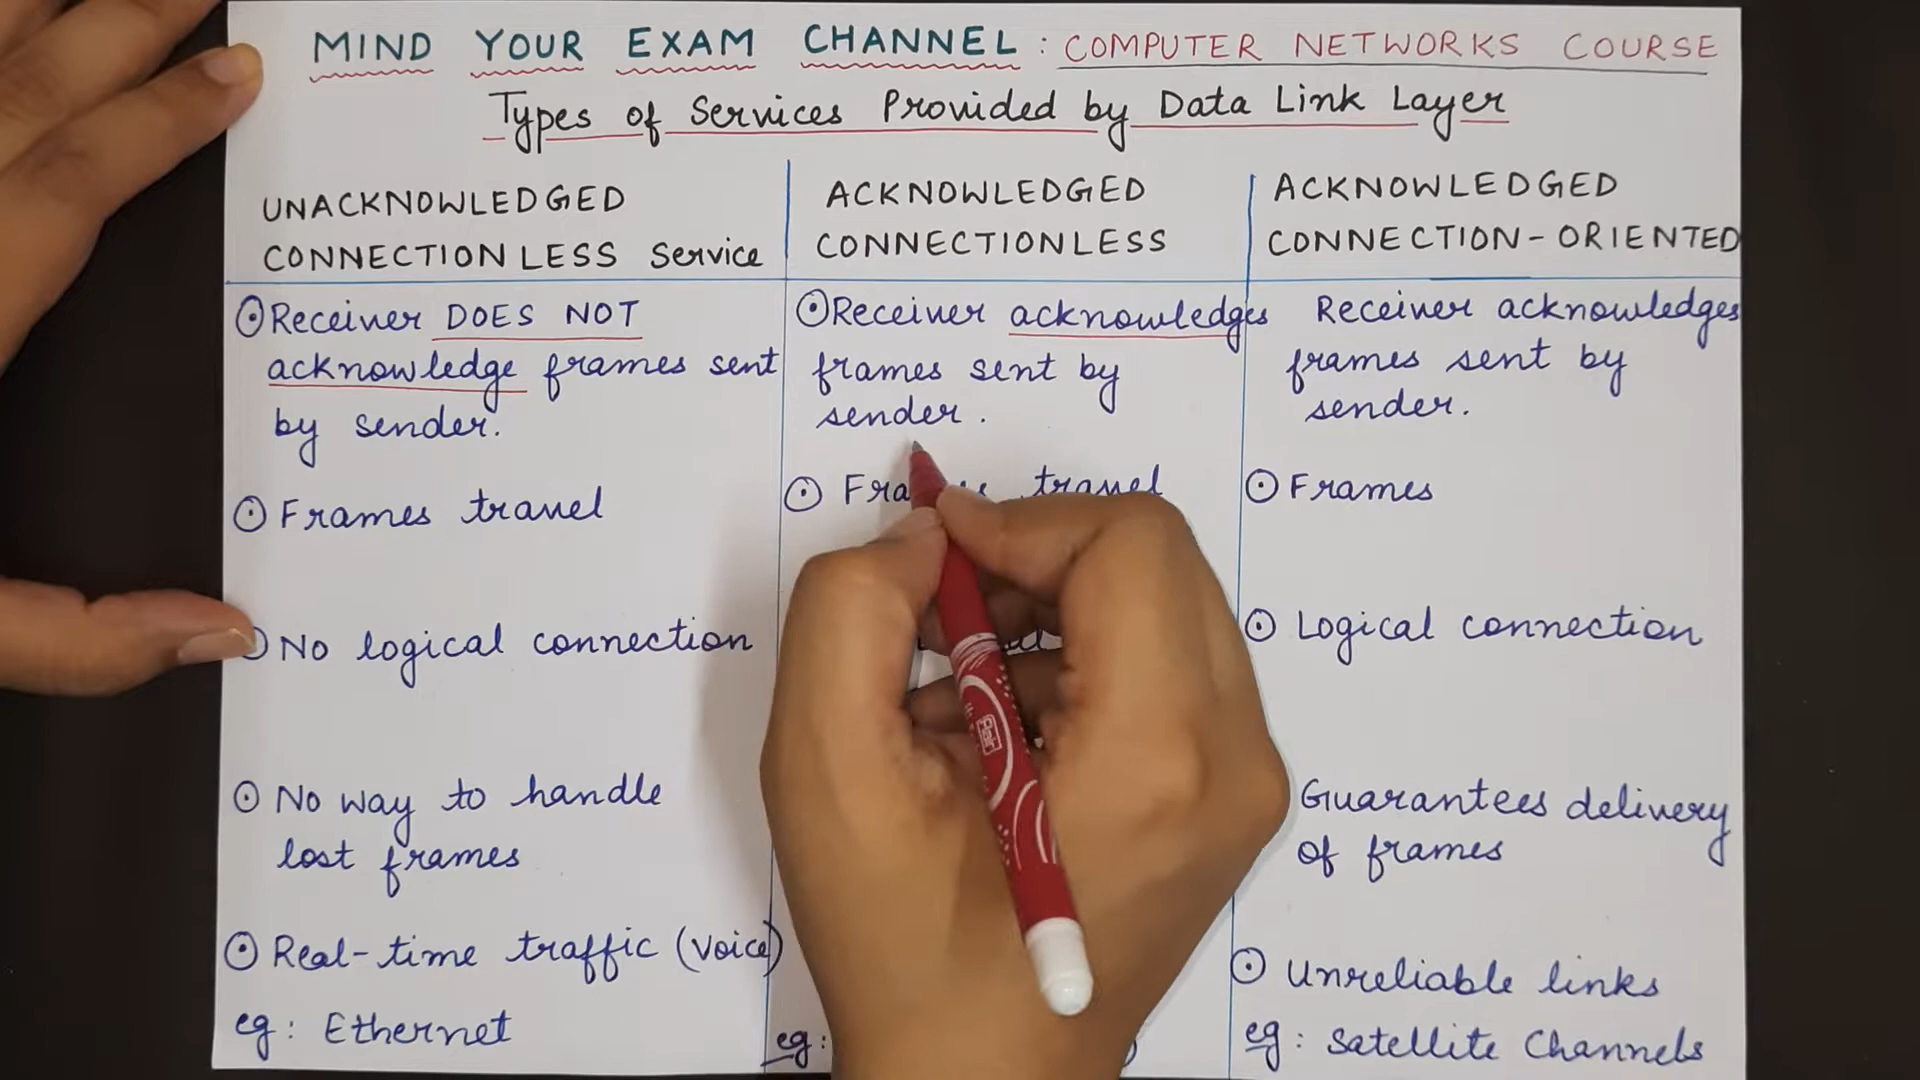 MIND YOUR EXAM CHANNEL : COMPUTER NETWORKS COURSE
Types of Services Provided by Data Link Layer
UNACKNOWLEDGED
CONNECTIONLESS Service
⊙ Receiver DOES NOT
acknowledge frames sent
by sender.
⊙ Frames travel
⊙ No logical connection
⊙ No way to handle
lost frames
⊙ Real-time traffic (voice)
eg: Ethernet
ACKNOWLEDGED
CONNECTIONLESS
⊙ Receiver acknowledges
frames sent by
sender.
⊙ travel
eg:
ACKNOWLEDGED
CONNECTION-ORIENTED
Receiver acknowledges
frames sent by
sender.
⊙ Frames
⊙ Logical connection
Guarantees delivery
of frames
⊙ Unreliable links
eg: Satellite Channels
Flair